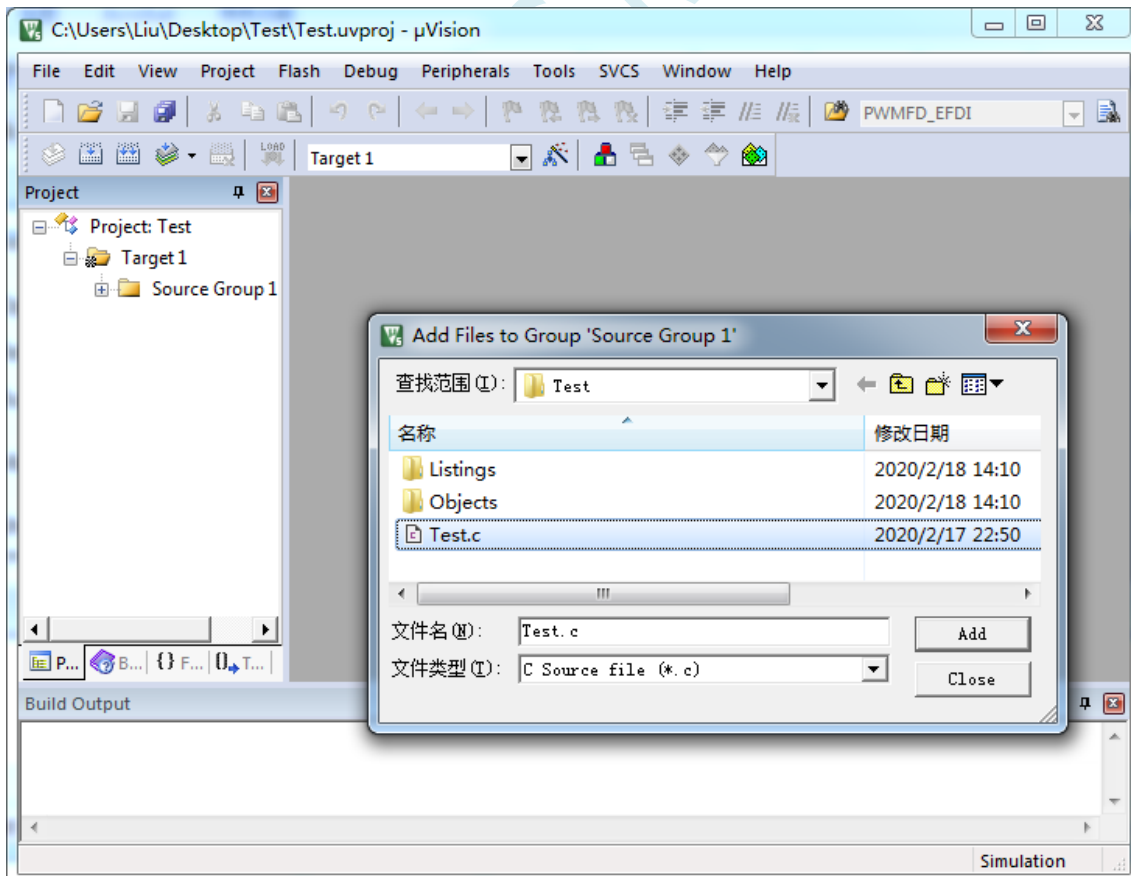 C:\Users\Liu\Desktop\Test\Test.uvproj - µVision
File Edit View Project Flash Debug Peripherals Tools SVCS Window Help
PWMFD_EFDI
LOAD Target 1
Project
Project: Test
Target 1
Source Group 1
Add Files to Group 'Source Group 1'
查找范围(I): Test
名称 修改日期
Listings 2020/2/18 14:10
Objects 2020/2/18 14:10
Test.c 2020/2/17 22:50
文件名(N): Test.c Add
文件类型(T): C Source file (*.c) Close
P... B... {} F... 0 T...
Build Output
Simulation